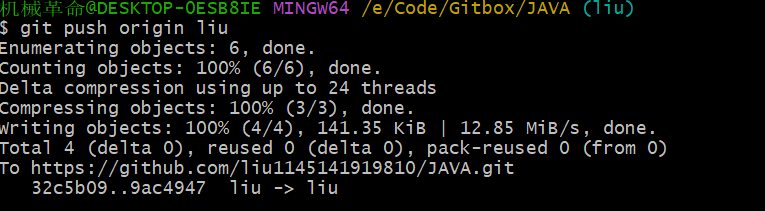 机械革命@DESKTOP-OESB8IE MINGW64 /e/Code/Gitbox/JAVA (liu)
$ git push origin liu
Enumerating objects: 6, done.
Counting objects: 100% (6/6), done.
Delta compression using up to 24 threads
Compressing objects: 100% (3/3), done.
Writing objects: 100% (4/4), 141.35 KiB | 12.85 MiB/s, done.
Total 4 (delta 0), reused 0 (delta 0), pack-reused 0 (from 0)
To https://github.com/liu1145141919810/JAVA.git
   32c5b09..9ac4947  liu -> liu